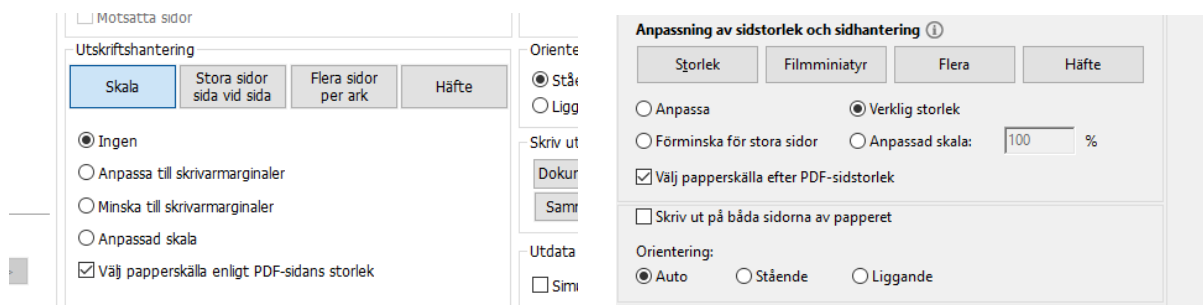 Motsatta sidor
Utskriftshantering
Skala
Stora sidor
sida vid sida
Flera sidor
per ark
Häfte
Ingen
Anpassa till skrivarmarginaler
Minska till skrivarmarginaler
Anpassad skala
Välj papperskälla enligt PDF-sidans storlek
Oriente
Ståe
Ligg
Skriv ut
Dokur
Samr
Utdata
Simu
Anpassning av sidstorlek och sidhantering
Storlek
Filmminiatyr
Flera
Häfte
Anpassa
Verklig storlek
Förminska för stora sidor
Anpassad skala: 100 %
Välj papperskälla efter PDF-sidstorlek
Skriv ut på båda sidorna av papperet
Orientering:
Auto
Stående
Liggande